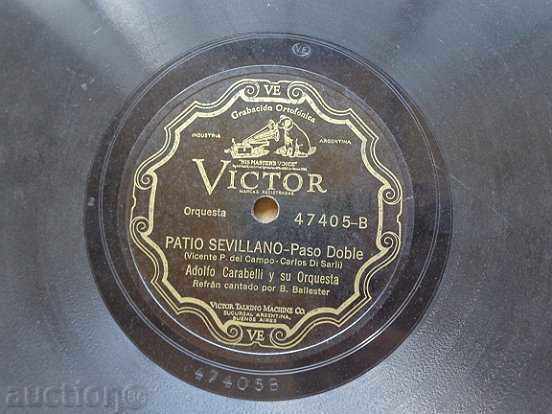 VE
VE
Grabación Ortofónica
INDUSTRIA ARGENTINA
"HIS MASTER'S VOICE"
VICTOR
MARCAS REGISTRADAS
Orquesta 47405-B
PATIO SEVILLANO-Paso Doble
(Vicente P. del Campo-Carlos Di Sarli)
Adolfo Carabelli y su Orquesta
Refrán cantado por B. Ballester
VICTOR TALKING MACHINE CO.
SUCURSAL ARGENTINA,
BUENOS AIRES
VE
47405B
auction